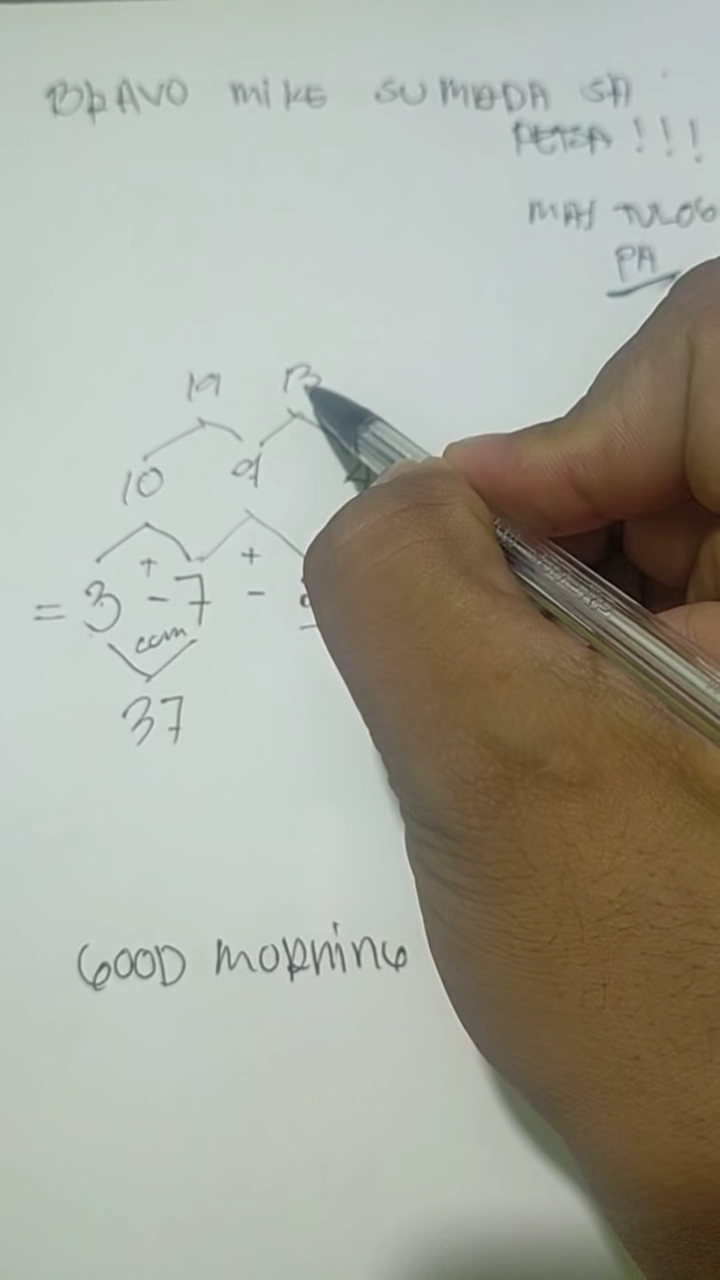 BRAVO MIKE SUMADA SA
PETSA!!!
MAY TULOG
PA
19 13
10 9
+ +
= 3 - 7 -
com
37
GOOD MORNING